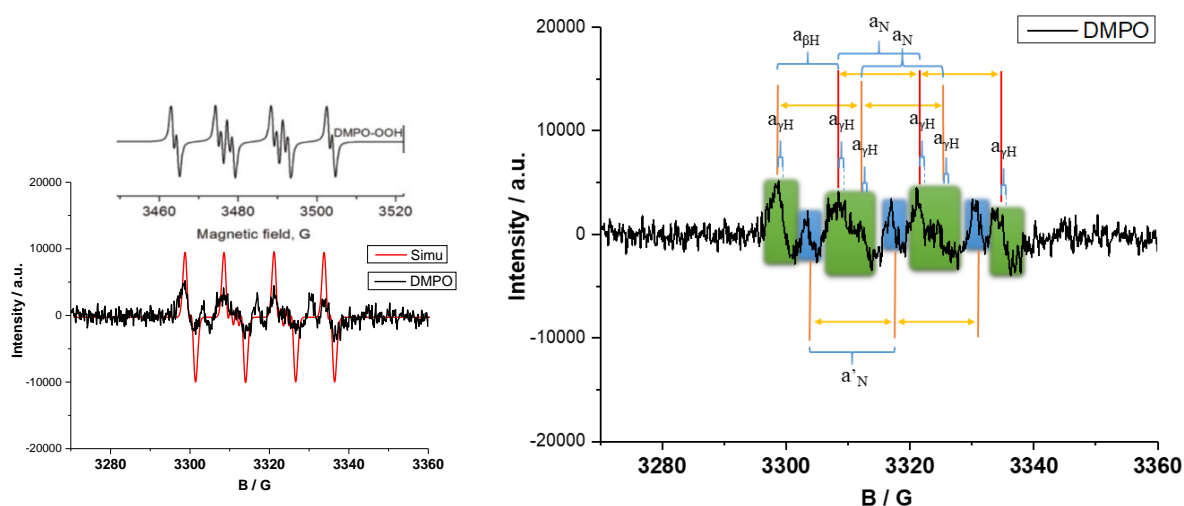 DMPO-OOH
3460 3480 3500 3520
Magnetic field, G
20000
10000
0
-10000
-20000
Intensity / a.u.
Simu
DMPO
3280 3300 3320 3340 3360
B / G
20000
10000
0
-10000
-20000
Intensity / a.u.
DMPO
aβH
aN
aN
aγH
aγH
aγH
aγH
aγH
aγH
a'N
3280 3300 3320 3340 3360
B / G